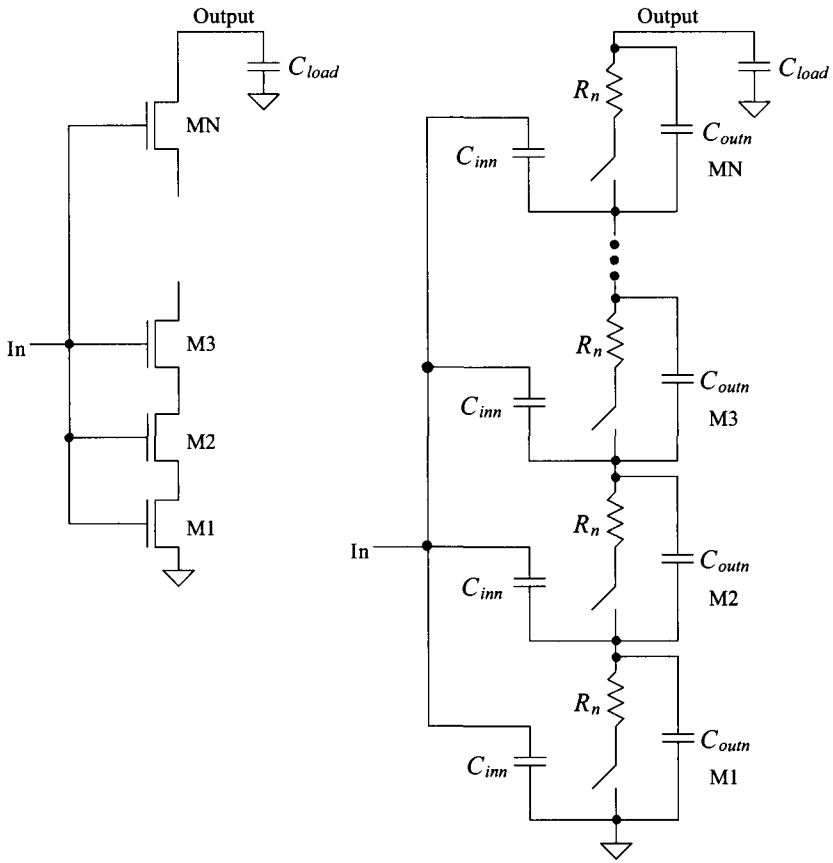 Output
C_load
MN
In
M3
M2
M1
Output
C_load
R_n
C_outn
MN
C_inn
R_n
C_outn
M3
C_inn
R_n
C_outn
M2
In
C_inn
R_n
C_outn
M1
C_inn